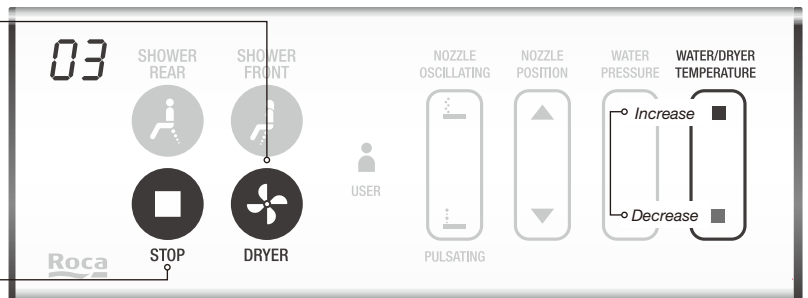 03
SHOWER
REAR
SHOWER
FRONT
NOZZLE
OSCILLATING
NOZZLE
POSITION
WATER
PRESSURE
WATER/DRYER
TEMPERATURE
Increase
USER
Decrease
STOP
DRYER
PULSATING
Roca